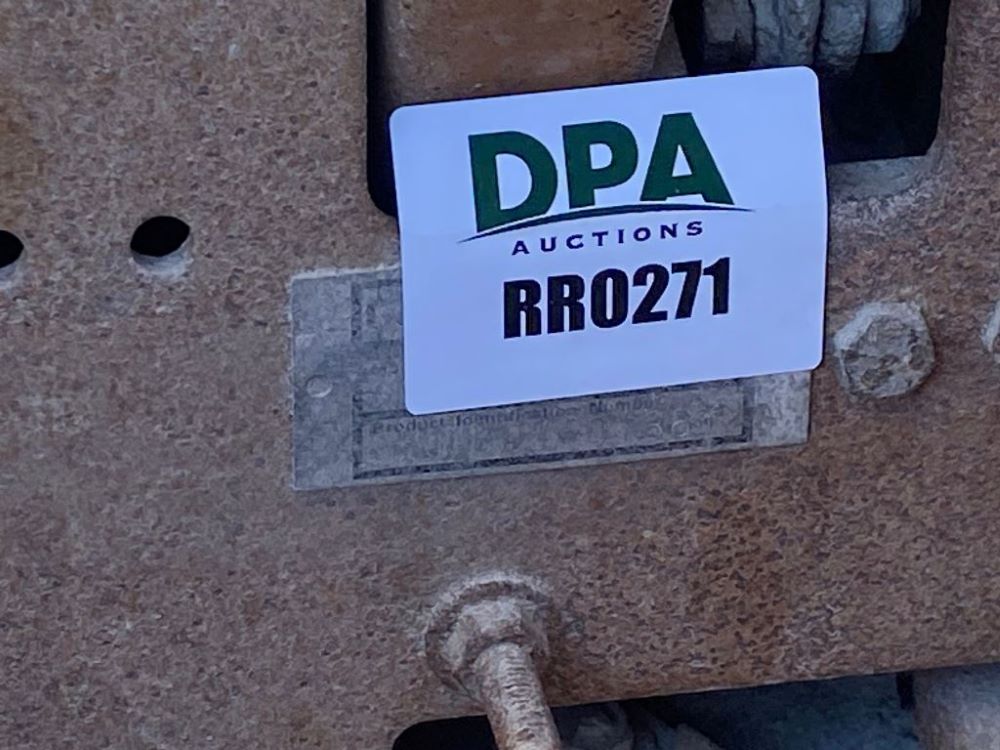 DPA
AUCTIONS
RR0271
Product Identification Number